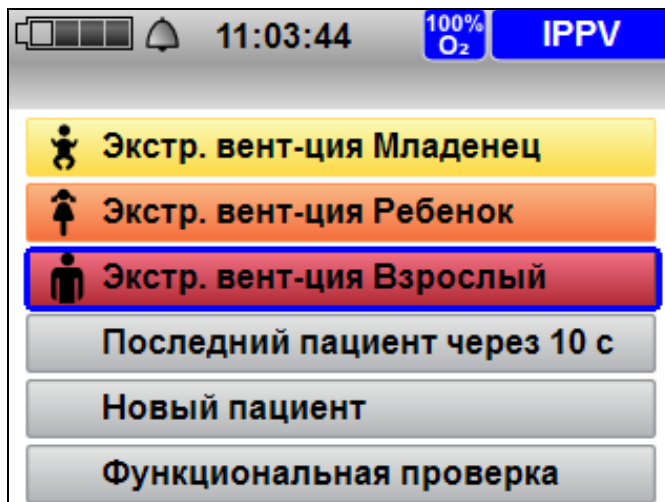 11:03:44 100% O₂ IPPV
Экстр. вент-ция Младенец
Экстр. вент-ция Ребенок
Экстр. вент-ция Взрослый
Последний пациент через 10 с
Новый пациент
Функциональная проверка